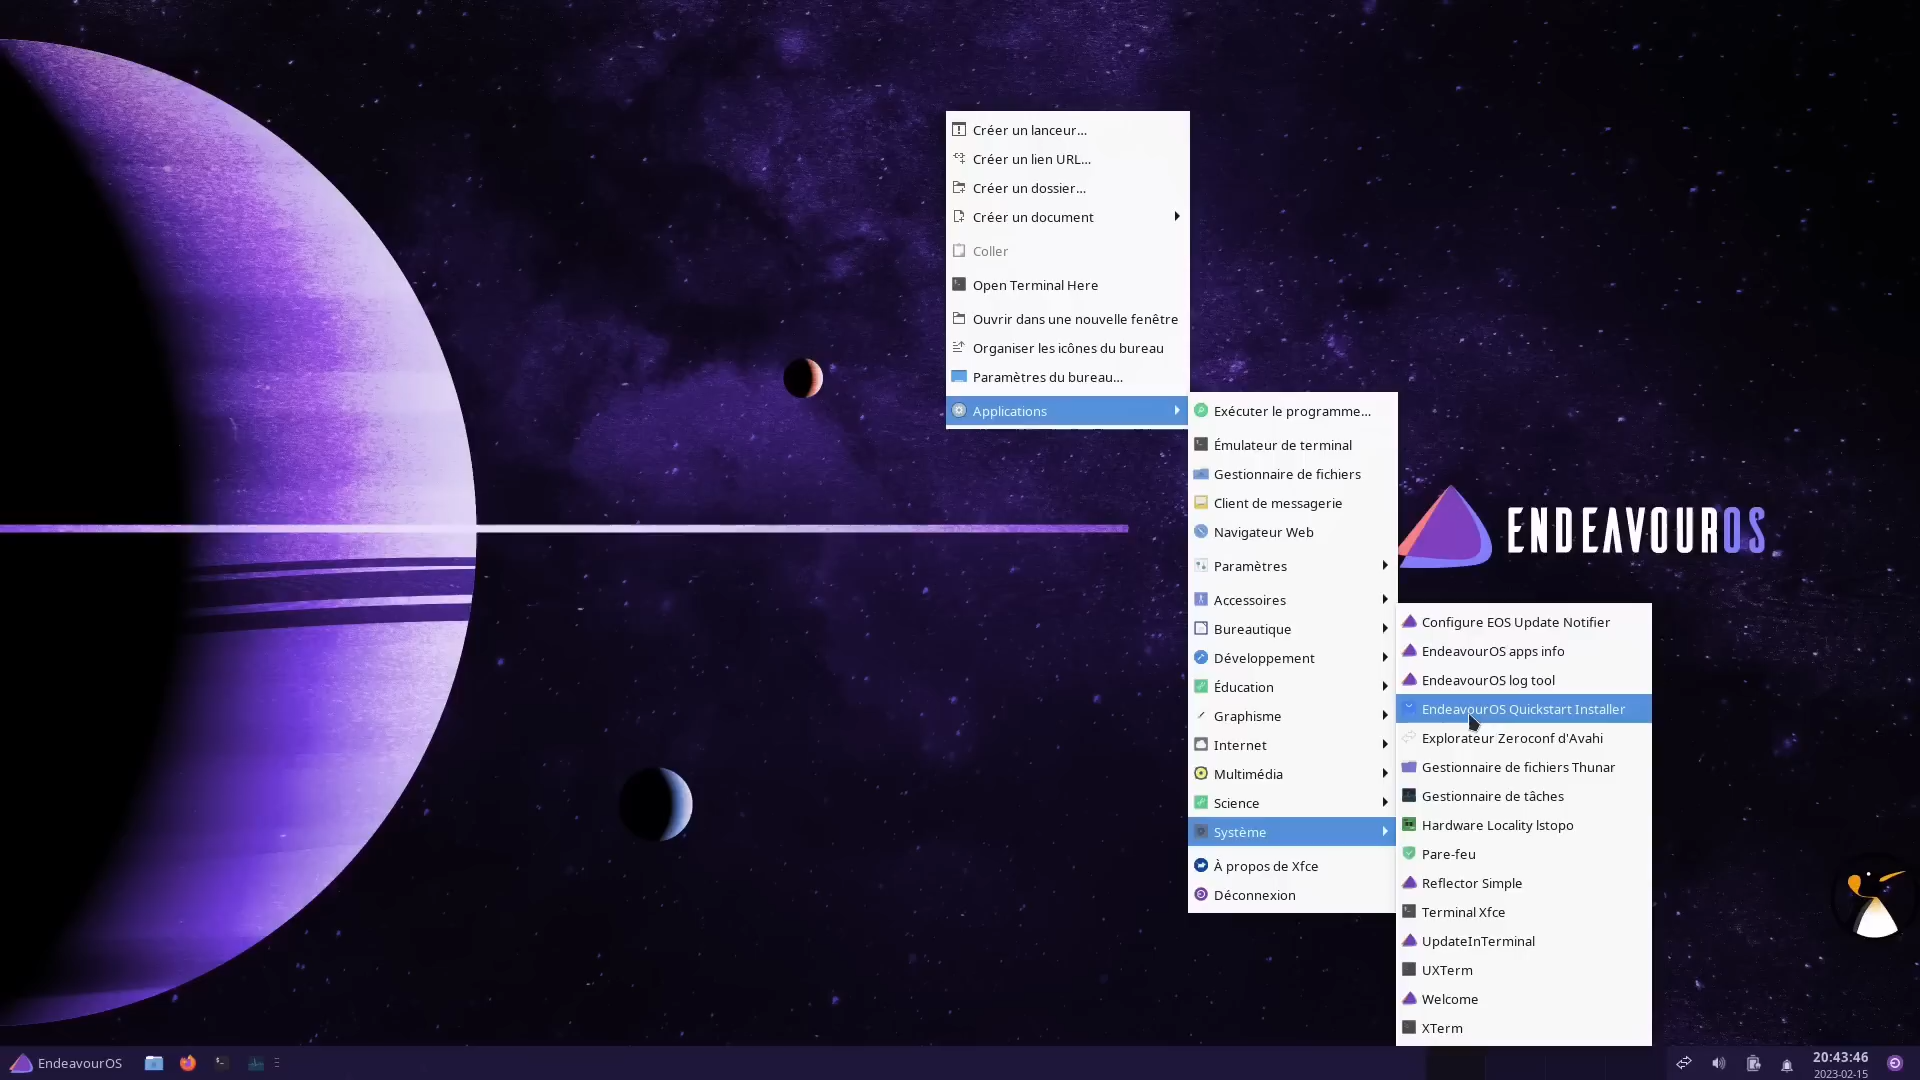 Créer un lanceur...
Créer un lien URL...
Créer un dossier...
Créer un document
Coller
Open Terminal Here
Ouvrir dans une nouvelle fenêtre
Organiser les icônes du bureau
Paramètres du bureau...
Applications
Exécuter le programme...
Émulateur de terminal
Gestionnaire de fichiers
Client de messagerie
Navigateur Web
Paramètres
Accessoires
Bureautique
Développement
Éducation
Graphisme
Internet
Multimédia
Science
Système
À propos de Xfce
Déconnexion
ENDEAVOUROS
Configure EOS Update Notifier
EndeavourOS apps info
EndeavourOS log tool
EndeavourOS Quickstart Installer
Explorateur Zeroconf d'Avahi
Gestionnaire de fichiers Thunar
Gestionnaire de tâches
Hardware Locality lstopo
Pare-feu
Reflector Simple
Terminal Xfce
UpdateInTerminal
UXTerm
Welcome
XTerm
EndeavourOS
20:43:46
2023-02-15